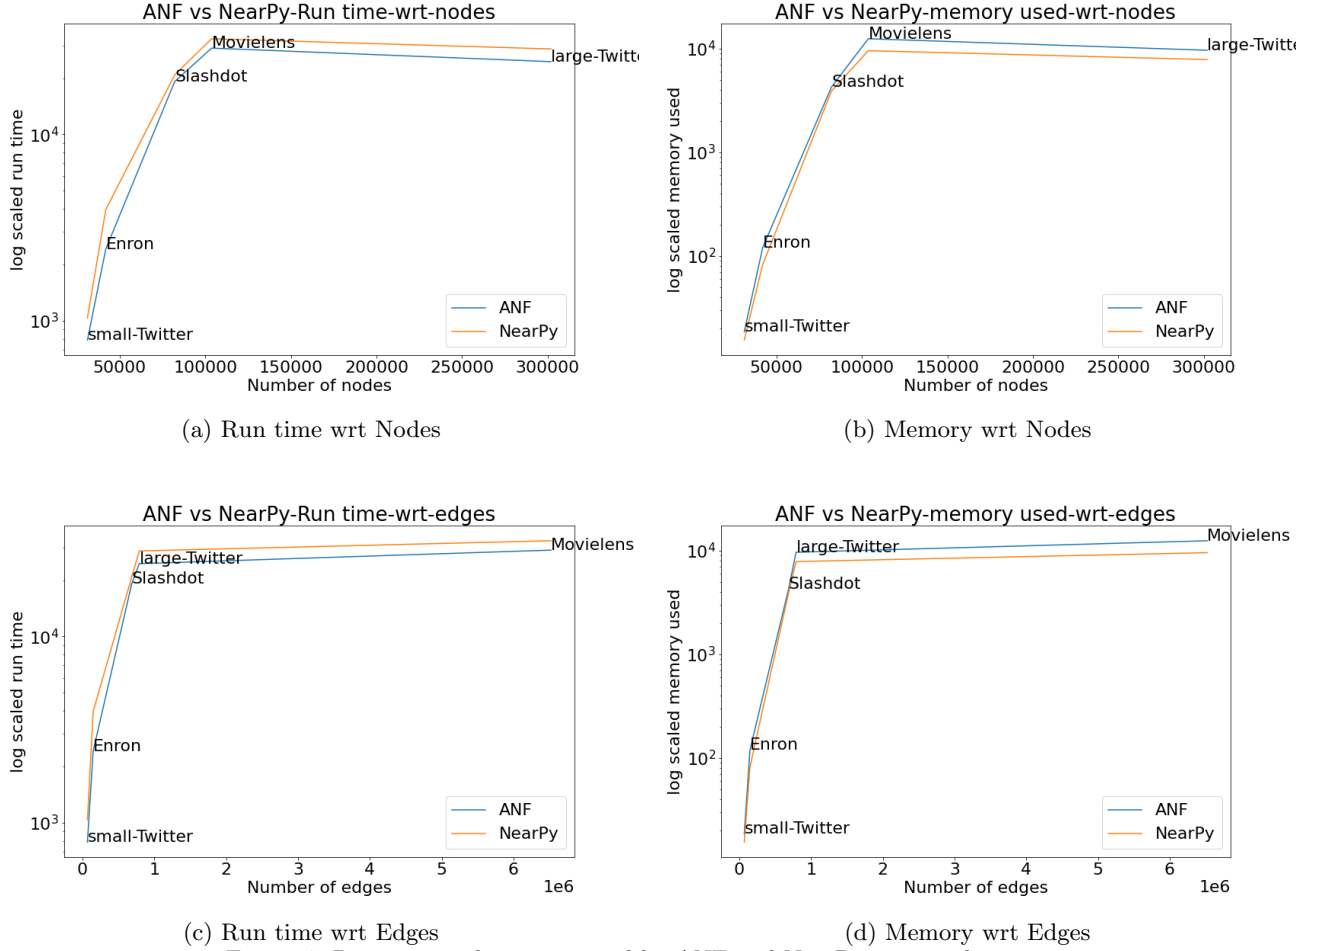 ANF vs NearPy-Run time-wrt-nodes
log scaled run time
10^4
10^3
Movielens
large-Twitte
Slashdot
Enron
small-Twitter
ANF
NearPy
50000 100000 150000 200000 250000 300000
Number of nodes
(a) Run time wrt Nodes
ANF vs NearPy-memory used-wrt-nodes
log scaled memory used
10^4
10^3
10^2
Movielens
large-Twitte
Slashdot
Enron
small-Twitter
ANF
NearPy
50000 100000 150000 200000 250000 300000
Number of nodes
(b) Memory wrt Nodes
ANF vs NearPy-Run time-wrt-edges
log scaled run time
10^4
10^3
Movielens
large-Twitter
Slashdot
Enron
small-Twitter
ANF
NearPy
0 1 2 3 4 5 6
Number of edges
1e6
(c) Run time wrt Edges
ANF vs NearPy-memory used-wrt-edges
log scaled memory used
10^4
10^3
10^2
Movielens
large-Twitter
Slashdot
Enron
small-Twitter
ANF
NearPy
0 1 2 3 4 5 6
Number of edges
1e6
(d) Memory wrt Edges